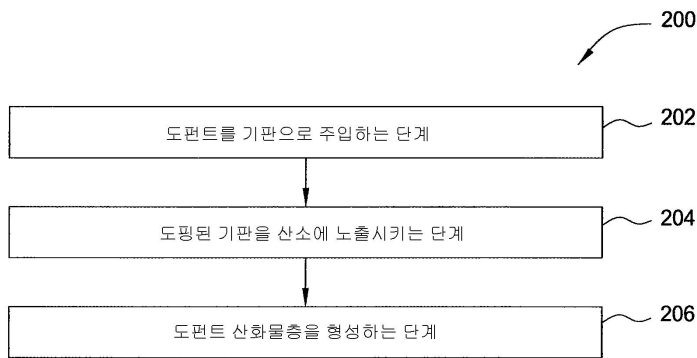 200
도펀트를 기판으로 주입하는 단계
202
도핑된 기판을 산소에 노출시키는 단계
204
도펀트 산화물층을 형성하는 단계
206